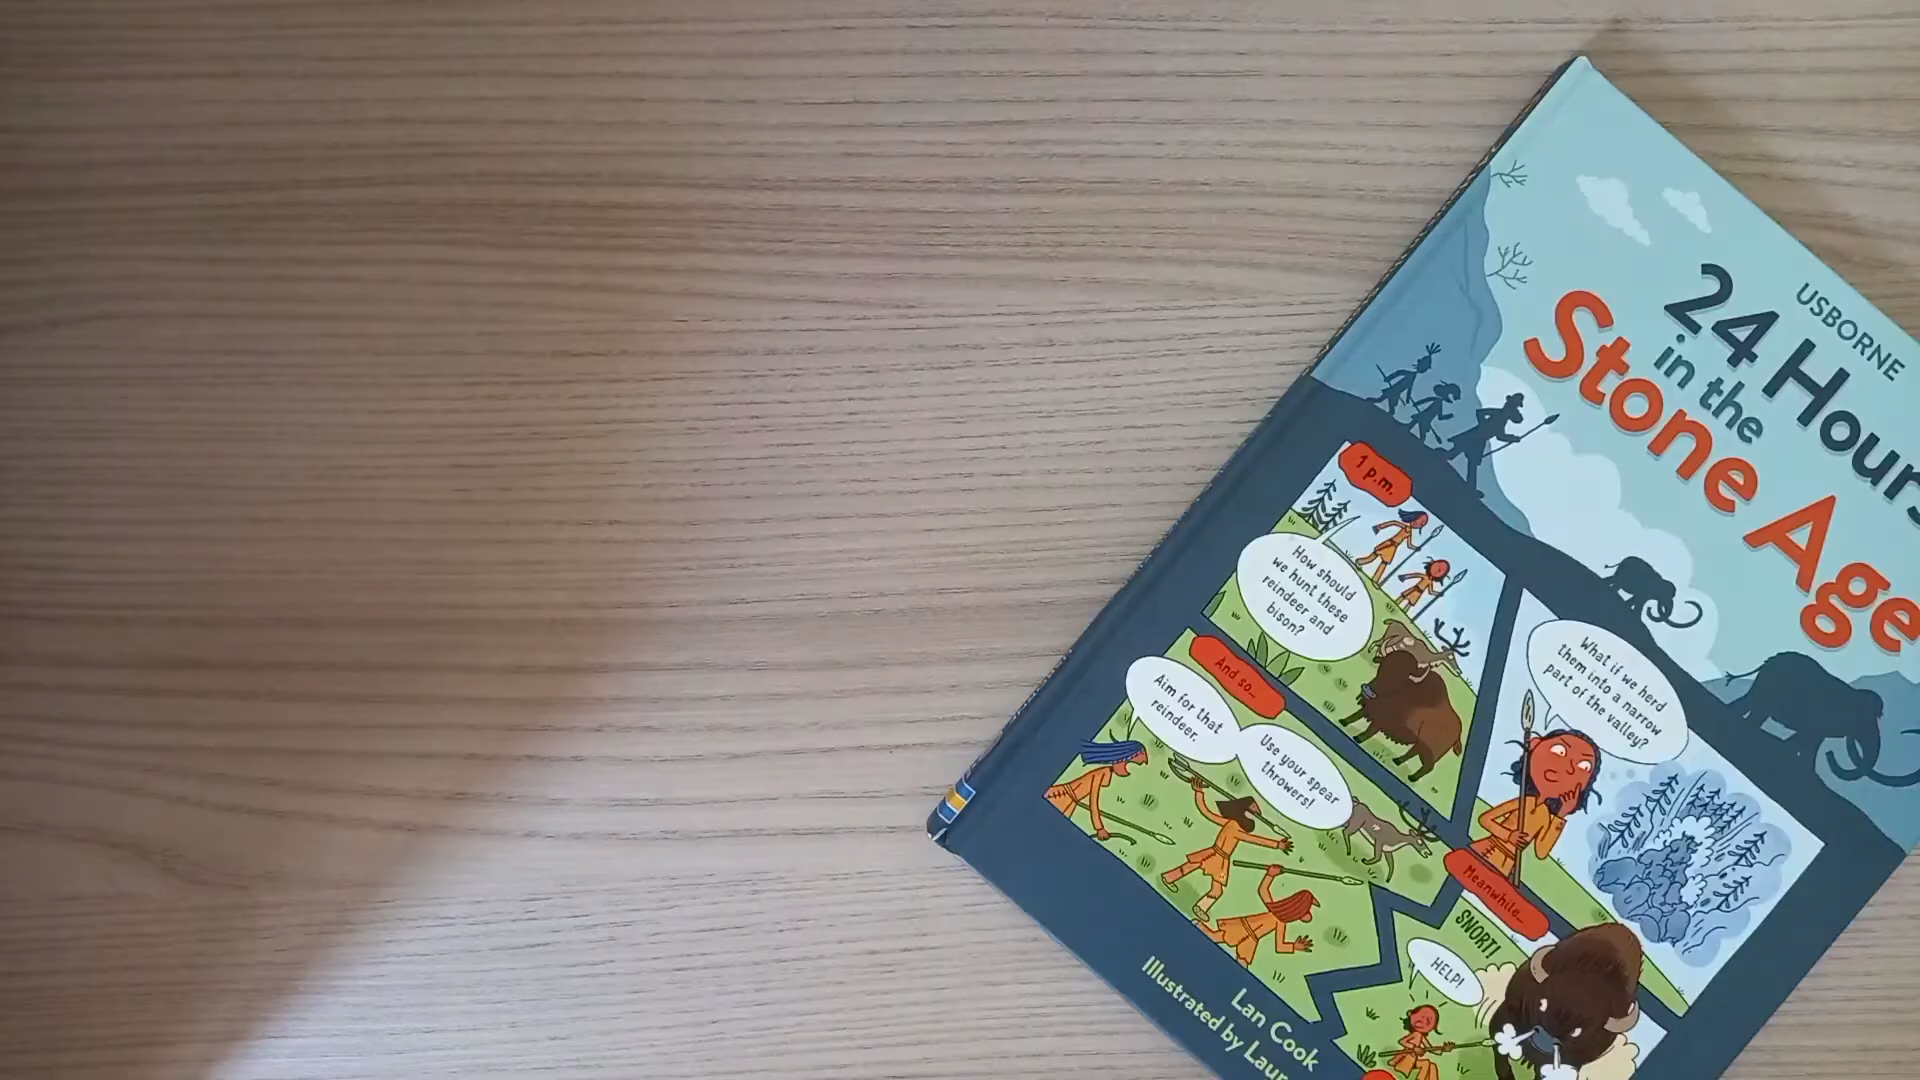 USBORNE
24 Hours
in the
Stone Age
1 p.m.
How should
we hunt these
reindeer and
bison?
What if we herd
them into a narrow
part of the valley?
And so...
Aim for that
reindeer.
Use your spear
throwers!
Meanwhile...
SNORT!
HELP!
Lan Cook
Illustrated by Laur